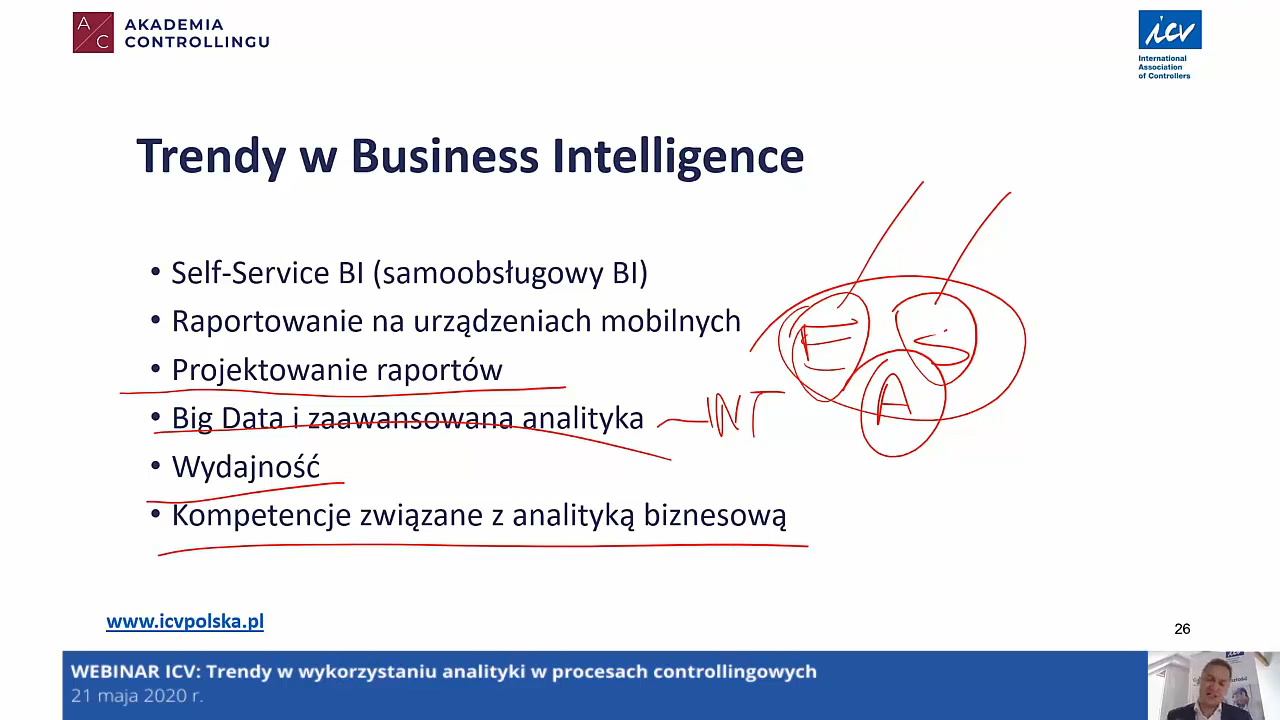 A
C
AKADEMIA
CONTROLLINGU
icv
International
Association
of Controllers
Trendy w Business Intelligence
• Self-Service BI (samoobsługowy BI)
• Raportowanie na urządzeniach mobilnych
• Projektowanie raportów
• Big Data i zaawansowana analityka
INT
E
S
A
• Wydajność
• Kompetencje związane z analityką biznesową
www.icvpolska.pl
26
WEBINAR ICV: Trendy w wykorzystaniu analityki w procesach controllingowych
21 maja 2020 r.